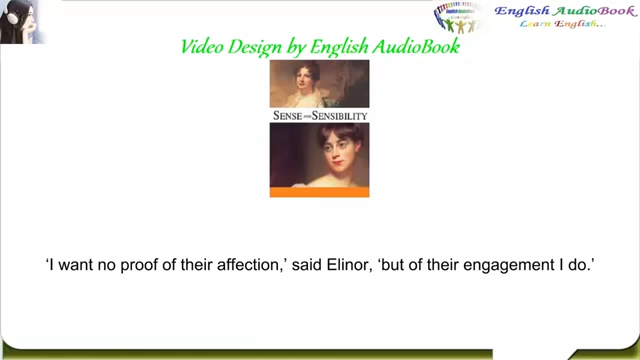 English AudioBook
Learn English...
Video Design by English AudioBook
SENSE AND SENSIBILITY
‘I want no proof of their affection,’ said Elinor, ‘but of their engagement I do.’